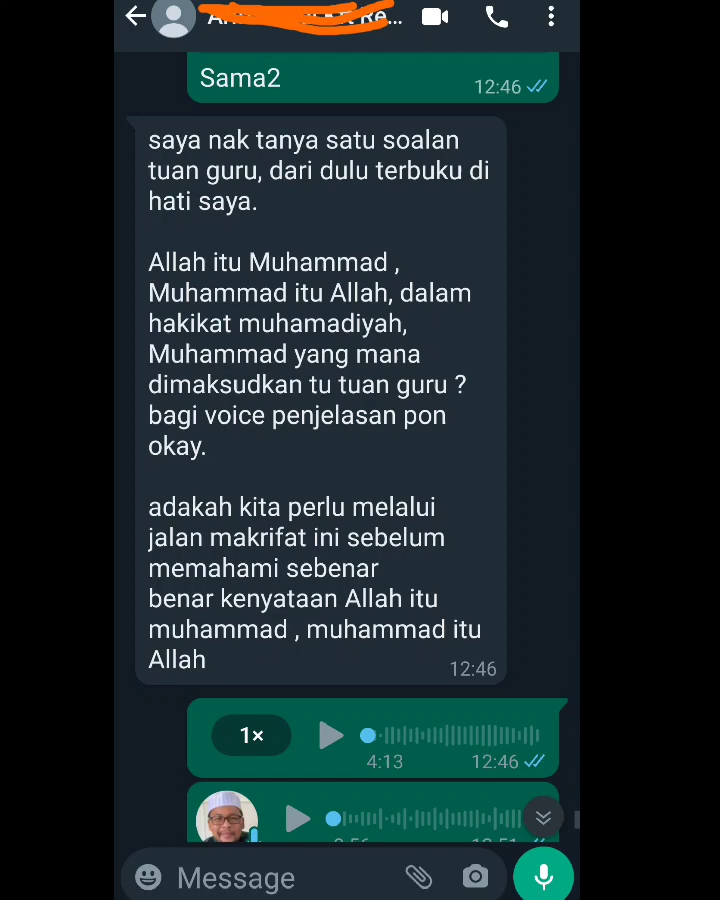 Sama2
12:46
saya nak tanya satu soalan
tuan guru, dari dulu terbuku di
hati saya.
Allah itu Muhammad ,
Muhammad itu Allah, dalam
hakikat muhamadiyah,
Muhammad yang mana
dimaksudkan tu tuan guru ?
bagi voice penjelasan pon
okay.
adakah kita perlu melalui
jalan makrifat ini sebelum
memahami sebenar
benar kenyataan Allah itu
muhammad , muhammad itu
Allah
12:46
1×
4:13 12:46
Message